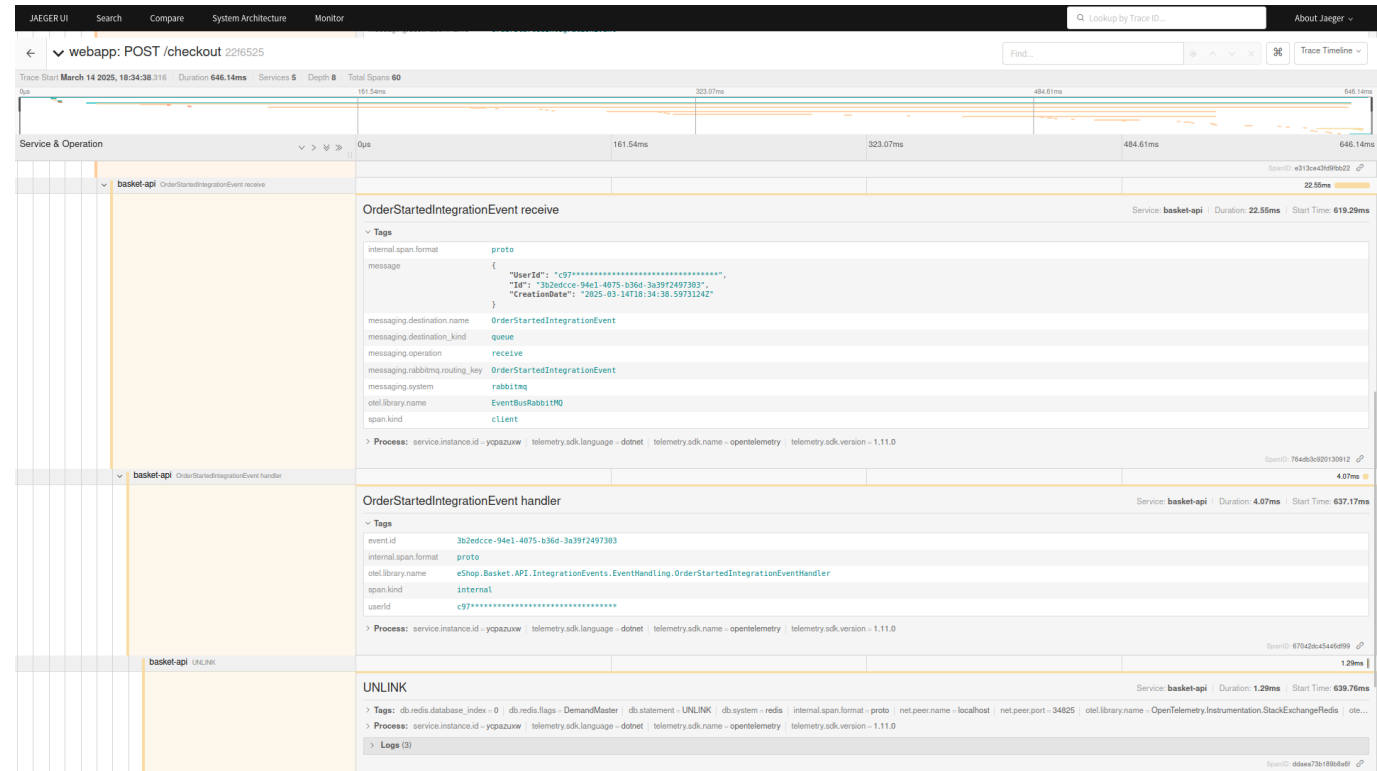 JAEGER UI Search Compare System Architecture Monitor Lookup by Trace ID... About Jaeger
webapp: POST /checkout 22f6525 Find... Trace Timeline
Trace Start March 14 2025, 18:34:38.316 Duration 646.14ms Services 5 Depth 8 Total Spans 60
0μs 161.54ms 323.07ms 484.61ms 646.14ms
Service & Operation 0μs 161.54ms 323.07ms 484.61ms 646.14ms
SpanID: e313ce43fd9fbb22
basket-api OrderStartedIntegrationEvent receive 22.55ms
OrderStartedIntegrationEvent receive Service: basket-api Duration: 22.55ms Start Time: 619.29ms
Tags
internal.span.format proto
message {
"UserId": "c97*********************************",
"Id": "3b2edcce-94e1-4075-b36d-3a39f2497303",
"CreationDate": "2025-03-14T18:34:38.5973124Z"
}
messaging.destination.name OrderStartedIntegrationEvent
messaging.destination_kind queue
messaging.operation receive
messaging.rabbitmq.routing_key OrderStartedIntegrationEvent
messaging.system rabbitmq
otel.library.name EventBusRabbitMQ
span.kind client
Process: service.instance.id = ycpazuxw telemetry.sdk.language = dotnet telemetry.sdk.name = opentelemetry telemetry.sdk.version = 1.11.0
SpanID: 764db3c920130912
basket-api OrderStartedIntegrationEvent handler 4.07ms
OrderStartedIntegrationEvent handler Service: basket-api Duration: 4.07ms Start Time: 637.17ms
Tags
event.id 3b2edcce-94e1-4075-b36d-3a39f2497303
internal.span.format proto
otel.library.name eShop.Basket.API.IntegrationEvents.EventHandling.OrderStartedIntegrationEventHandler
span.kind internal
userId c97*********************************
Process: service.instance.id = ycpazuxw telemetry.sdk.language = dotnet telemetry.sdk.name = opentelemetry telemetry.sdk.version = 1.11.0
SpanID: 67042dc45446df99
basket-api UNLINK 1.29ms
UNLINK Service: basket-api Duration: 1.29ms Start Time: 639.76ms
Tags: db.redis.database_index = 0 db.redis.flags = DemandMaster db.statement = UNLINK db.system = redis internal.span.format = proto net.peer.name = localhost net.peer.port = 34825 otel.library.name = OpenTelemetry.Instrumentation.StackExchangeRedis ote...
Process: service.instance.id = ycpazuxw telemetry.sdk.language = dotnet telemetry.sdk.name = opentelemetry telemetry.sdk.version = 1.11.0
Logs (3)
SpanID: ddaea73b189b8a6f